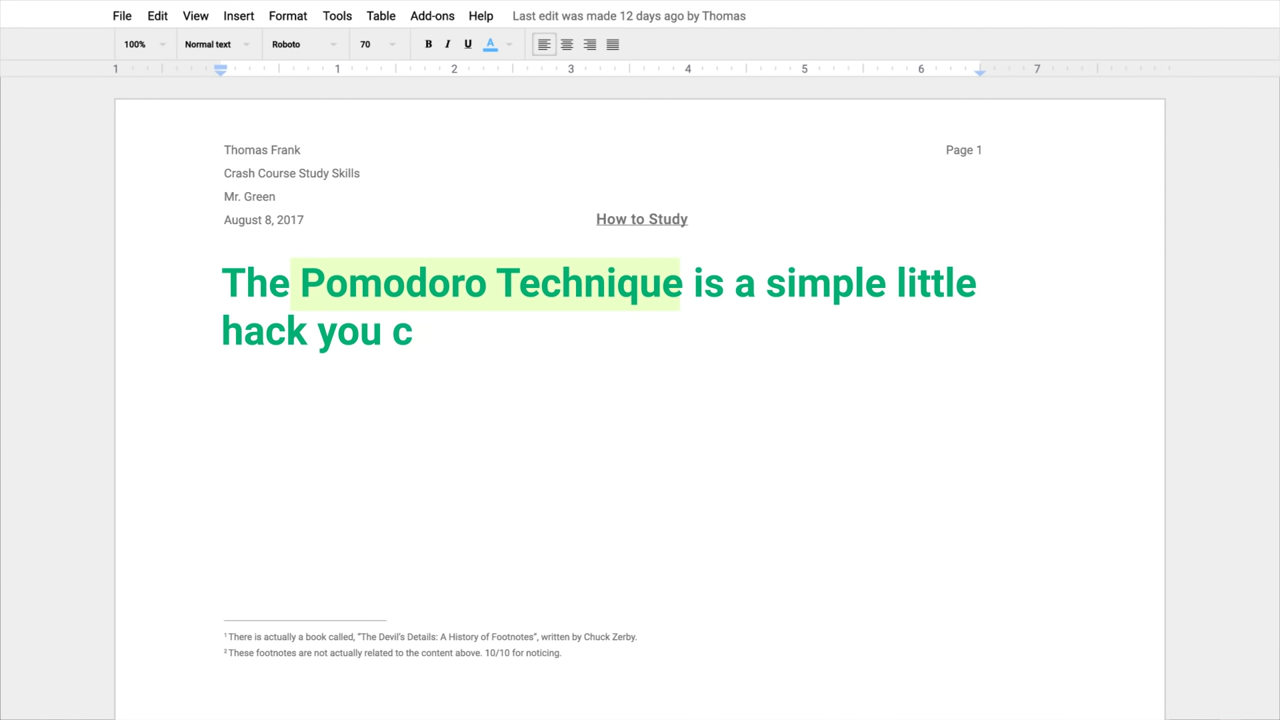 File Edit View Insert Format Tools Table Add-ons Help Last edit was made 12 days ago by Thomas
100% Normal text Roboto 70 B I U A
1 1 2 3 4 5 6 7
Thomas Frank Page 1
Crash Course Study Skills
Mr. Green
August 8, 2017 How to Study
The Pomodoro Technique is a simple little
hack you c
¹ There is actually a book called, "The Devil's Details: A History of Footnotes", written by Chuck Zerby.
² These footnotes are not actually related to the content above. 10/10 for noticing.